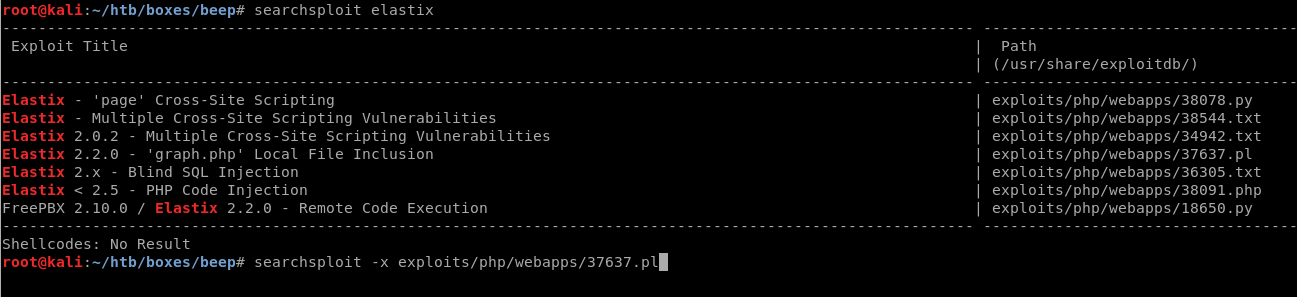 root@kali:~/htb/boxes/beep# searchsploit elastix
--------------------------------------------------------------------------------------------------------- ----------------------------------
 Exploit Title | Path
 | (/usr/share/exploitdb/)
--------------------------------------------------------------------------------------------------------- ----------------------------------
Elastix - 'page' Cross-Site Scripting | exploits/php/webapps/38078.py
Elastix - Multiple Cross-Site Scripting Vulnerabilities | exploits/php/webapps/38544.txt
Elastix 2.0.2 - Multiple Cross-Site Scripting Vulnerabilities | exploits/php/webapps/34942.txt
Elastix 2.2.0 - 'graph.php' Local File Inclusion | exploits/php/webapps/37637.pl
Elastix 2.x - Blind SQL Injection | exploits/php/webapps/36305.txt
Elastix < 2.5 - PHP Code Injection | exploits/php/webapps/38091.php
FreePBX 2.10.0 / Elastix 2.2.0 - Remote Code Execution | exploits/php/webapps/18650.py
--------------------------------------------------------------------------------------------------------- ----------------------------------
Shellcodes: No Result
root@kali:~/htb/boxes/beep# searchsploit -x exploits/php/webapps/37637.pl